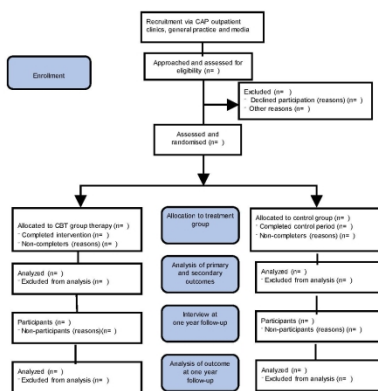 Recruitment via CAP outpatient
clinics, general practice and media
Enrollment
Approached and assessed for
eligibility (n= )
Excluded (n= )
- Declined participation (reasons) (n= )
- Other reasons (n= )
Assessed and
randomised (n= )
Allocation to treatment
group
Allocated to CBT group therapy (n= )
- Completed intervention (n= )
- Non-completers (reasons) (n= )
Allocated to control group (n= )
- Completed control period (n= )
- Non-completers (reasons) (n= )
Analysis of primary
and secondary
outcomes
Analyzed (n= )
- Excluded from analysis (n= )
Analyzed (n= )
- Excluded from analysis (n= )
Interview at
one year follow-up
Participants (n= )
- Non-participants (reasons)(n= )
Participants (n= )
- Non-participants (reasons) (n= )
Analysis of outcome
at one year
follow-up
Analyzed (n= )
- Excluded from analysis (n= )
Analyzed (n= )
- Excluded from analysis (n= )